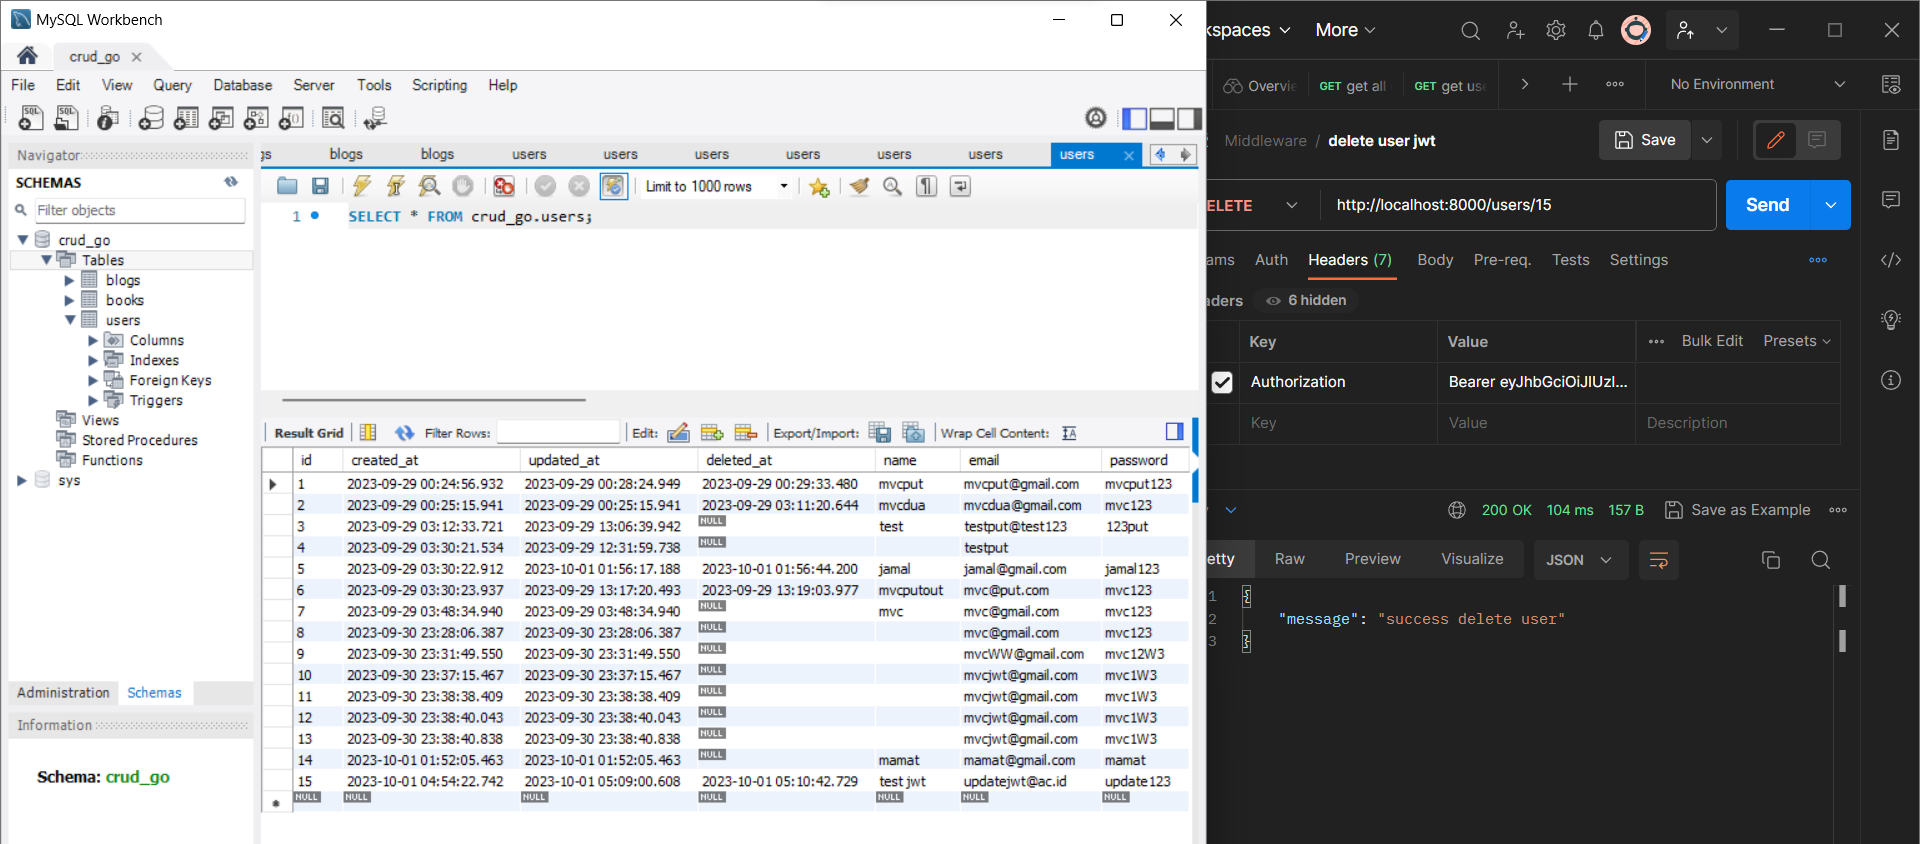 MySQL Workbench
crud_go
File Edit View Query Database Server Tools Scripting Help
Navigator
SCHEMAS
Filter objects
crud_go
Tables
blogs
books
users
Columns
Indexes
Foreign Keys
Triggers
Views
Stored Procedures
Functions
sys
Administration Schemas
Information
Schema: crud_go
gs blogs blogs users users users users users users users
Limit to 1000 rows
1 SELECT * FROM crud_go.users;
Result Grid Filter Rows: Edit: Export/Import: Wrap Cell Content:
id created_at updated_at deleted_at name email password
1 2023-09-29 00:24:56.932 2023-09-29 00:28:24.949 2023-09-29 00:29:33.480 mvcput mvcput@gmail.com mvcput123
2 2023-09-29 00:25:15.941 2023-09-29 00:25:15.941 2023-09-29 03:11:20.644 mvcdua mvcdua@gmail.com mvc123
3 2023-09-29 03:12:33.721 2023-09-29 13:06:39.942 NULL test testput@test123 123put
4 2023-09-29 03:30:21.534 2023-09-29 12:31:59.738 NULL testput
5 2023-09-29 03:30:22.912 2023-10-01 01:56:17.188 2023-10-01 01:56:44.200 jamal jamal@gmail.com jamal123
6 2023-09-29 03:30:23.937 2023-09-29 13:17:20.493 2023-09-29 13:19:03.977 mvcputout mvc@put.com mvc123
7 2023-09-29 03:48:34.940 2023-09-29 03:48:34.940 NULL mvc mvc@gmail.com mvc123
8 2023-09-30 23:28:06.387 2023-09-30 23:28:06.387 NULL mvc@gmail.com mvc123
9 2023-09-30 23:31:49.550 2023-09-30 23:31:49.550 NULL mvcWW@gmail.com mvc12W3
10 2023-09-30 23:37:15.467 2023-09-30 23:37:15.467 NULL mvcjwt@gmail.com mvc1W3
11 2023-09-30 23:38:38.409 2023-09-30 23:38:38.409 NULL mvcjwt@gmail.com mvc1W3
12 2023-09-30 23:38:40.043 2023-09-30 23:38:40.043 NULL mvcjwt@gmail.com mvc1W3
13 2023-09-30 23:38:40.838 2023-09-30 23:38:40.838 NULL mvcjwt@gmail.com mvc1W3
14 2023-10-01 01:52:05.463 2023-10-01 01:52:05.463 NULL mamat mamat@gmail.com mamat
15 2023-10-01 04:54:22.742 2023-10-01 05:09:00.608 2023-10-01 05:10:42.729 test jwt updatejwt@ac.id update123
NULL NULL NULL NULL NULL NULL NULL
kspaces More
Overvie GET get all GET get use No Environment
Middleware / delete user jwt Save
ELETE http://localhost:8000/users/15 Send
ams Auth Headers (7) Body Pre-req. Tests Settings
aders 6 hidden
Key Value Bulk Edit Presets
Authorization Bearer eyJhbGciOiJIUzI...
Key Value Description
200 OK 104 ms 157 B Save as Example
etty Raw Preview Visualize JSON
1 {
2 "message": "success delete user"
3 }